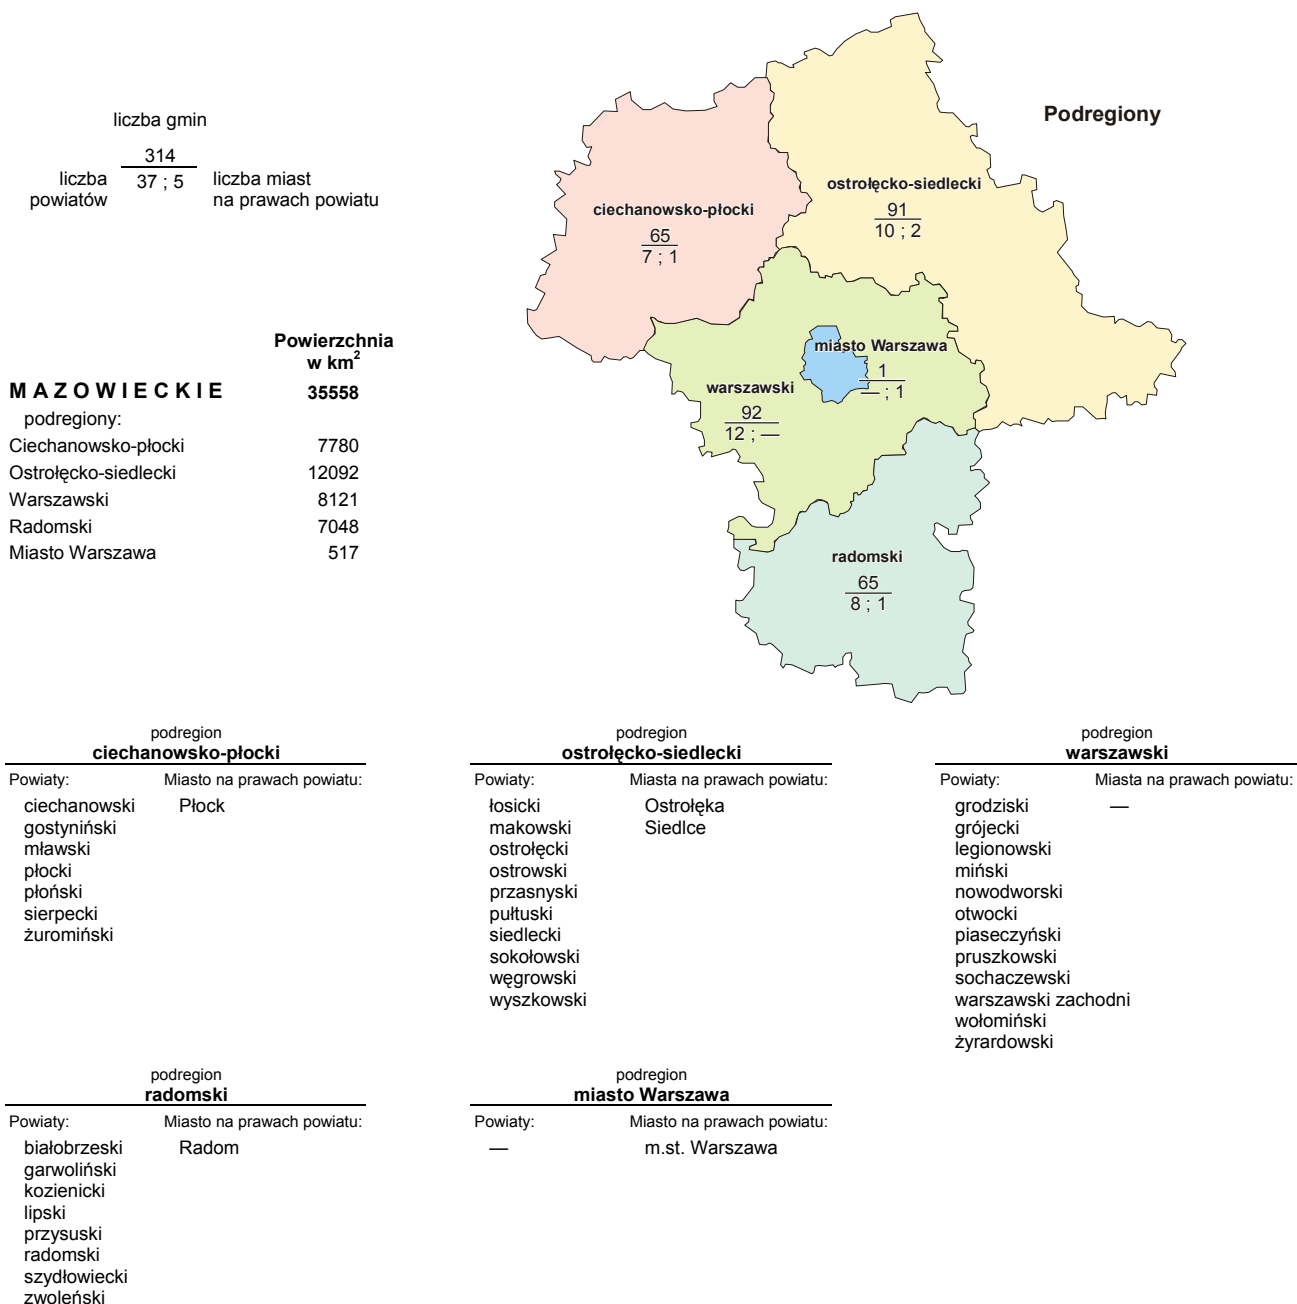 liczba gmin
314
liczba powiatów
37 ; 5
liczba miast na prawach powiatu
Podregiony
ciechanowsko-płocki
65
7 ; 1
ostrołęcko-siedlecki
91
10 ; 2
miasto Warszawa
1
— ; 1
warszawski
92
12 ; —
radomski
65
8 ; 1
Powierzchnia
w km²
MAZOWIECKIE 35558
podregiony:
Ciechanowsko-płocki 7780
Ostrołęcko-siedlecki 12092
Warszawski 8121
Radomski 7048
Miasto Warszawa 517
podregion
ciechanowsko-płocki
Powiaty: Miasto na prawach powiatu:
ciechanowski Płock
gostyniński
mławski
płocki
płoński
sierpecki
żuromiński
podregion
ostrołęcko-siedlecki
Powiaty: Miasta na prawach powiatu:
łosicki Ostrołęka
makowski Siedlce
ostrołęcki
ostrowski
przasnyski
pułtuski
siedlecki
sokołowski
węgrowski
wyszkowski
podregion
warszawski
Powiaty: Miasta na prawach powiatu:
grodziski —
grójecki
legionowski
miński
nowodworski
otwocki
piaseczyński
pruszkowski
sochaczewski
warszawski zachodni
wołomiński
żyrardowski
podregion
radomski
Powiaty: Miasto na prawach powiatu:
białobrzeski Radom
garwoliński
kozienicki
lipski
przysuski
radomski
szydłowiecki
zwoleński
podregion
miasto Warszawa
Powiaty: Miasto na prawach powiatu:
— m.st. Warszawa